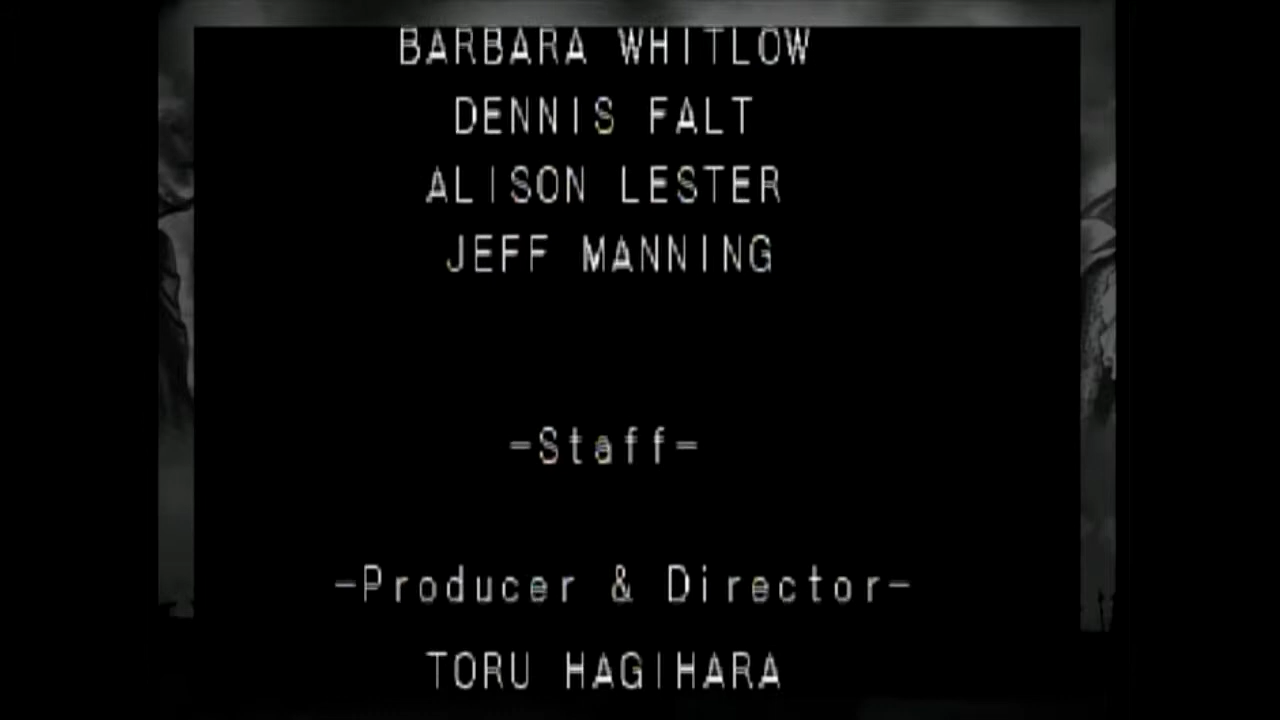 BARBARA WHITLOW
DENNIS FALT
ALISON LESTER
JEFF MANNING
-Staff-
-Producer & Director-
TORU HAGIHARA